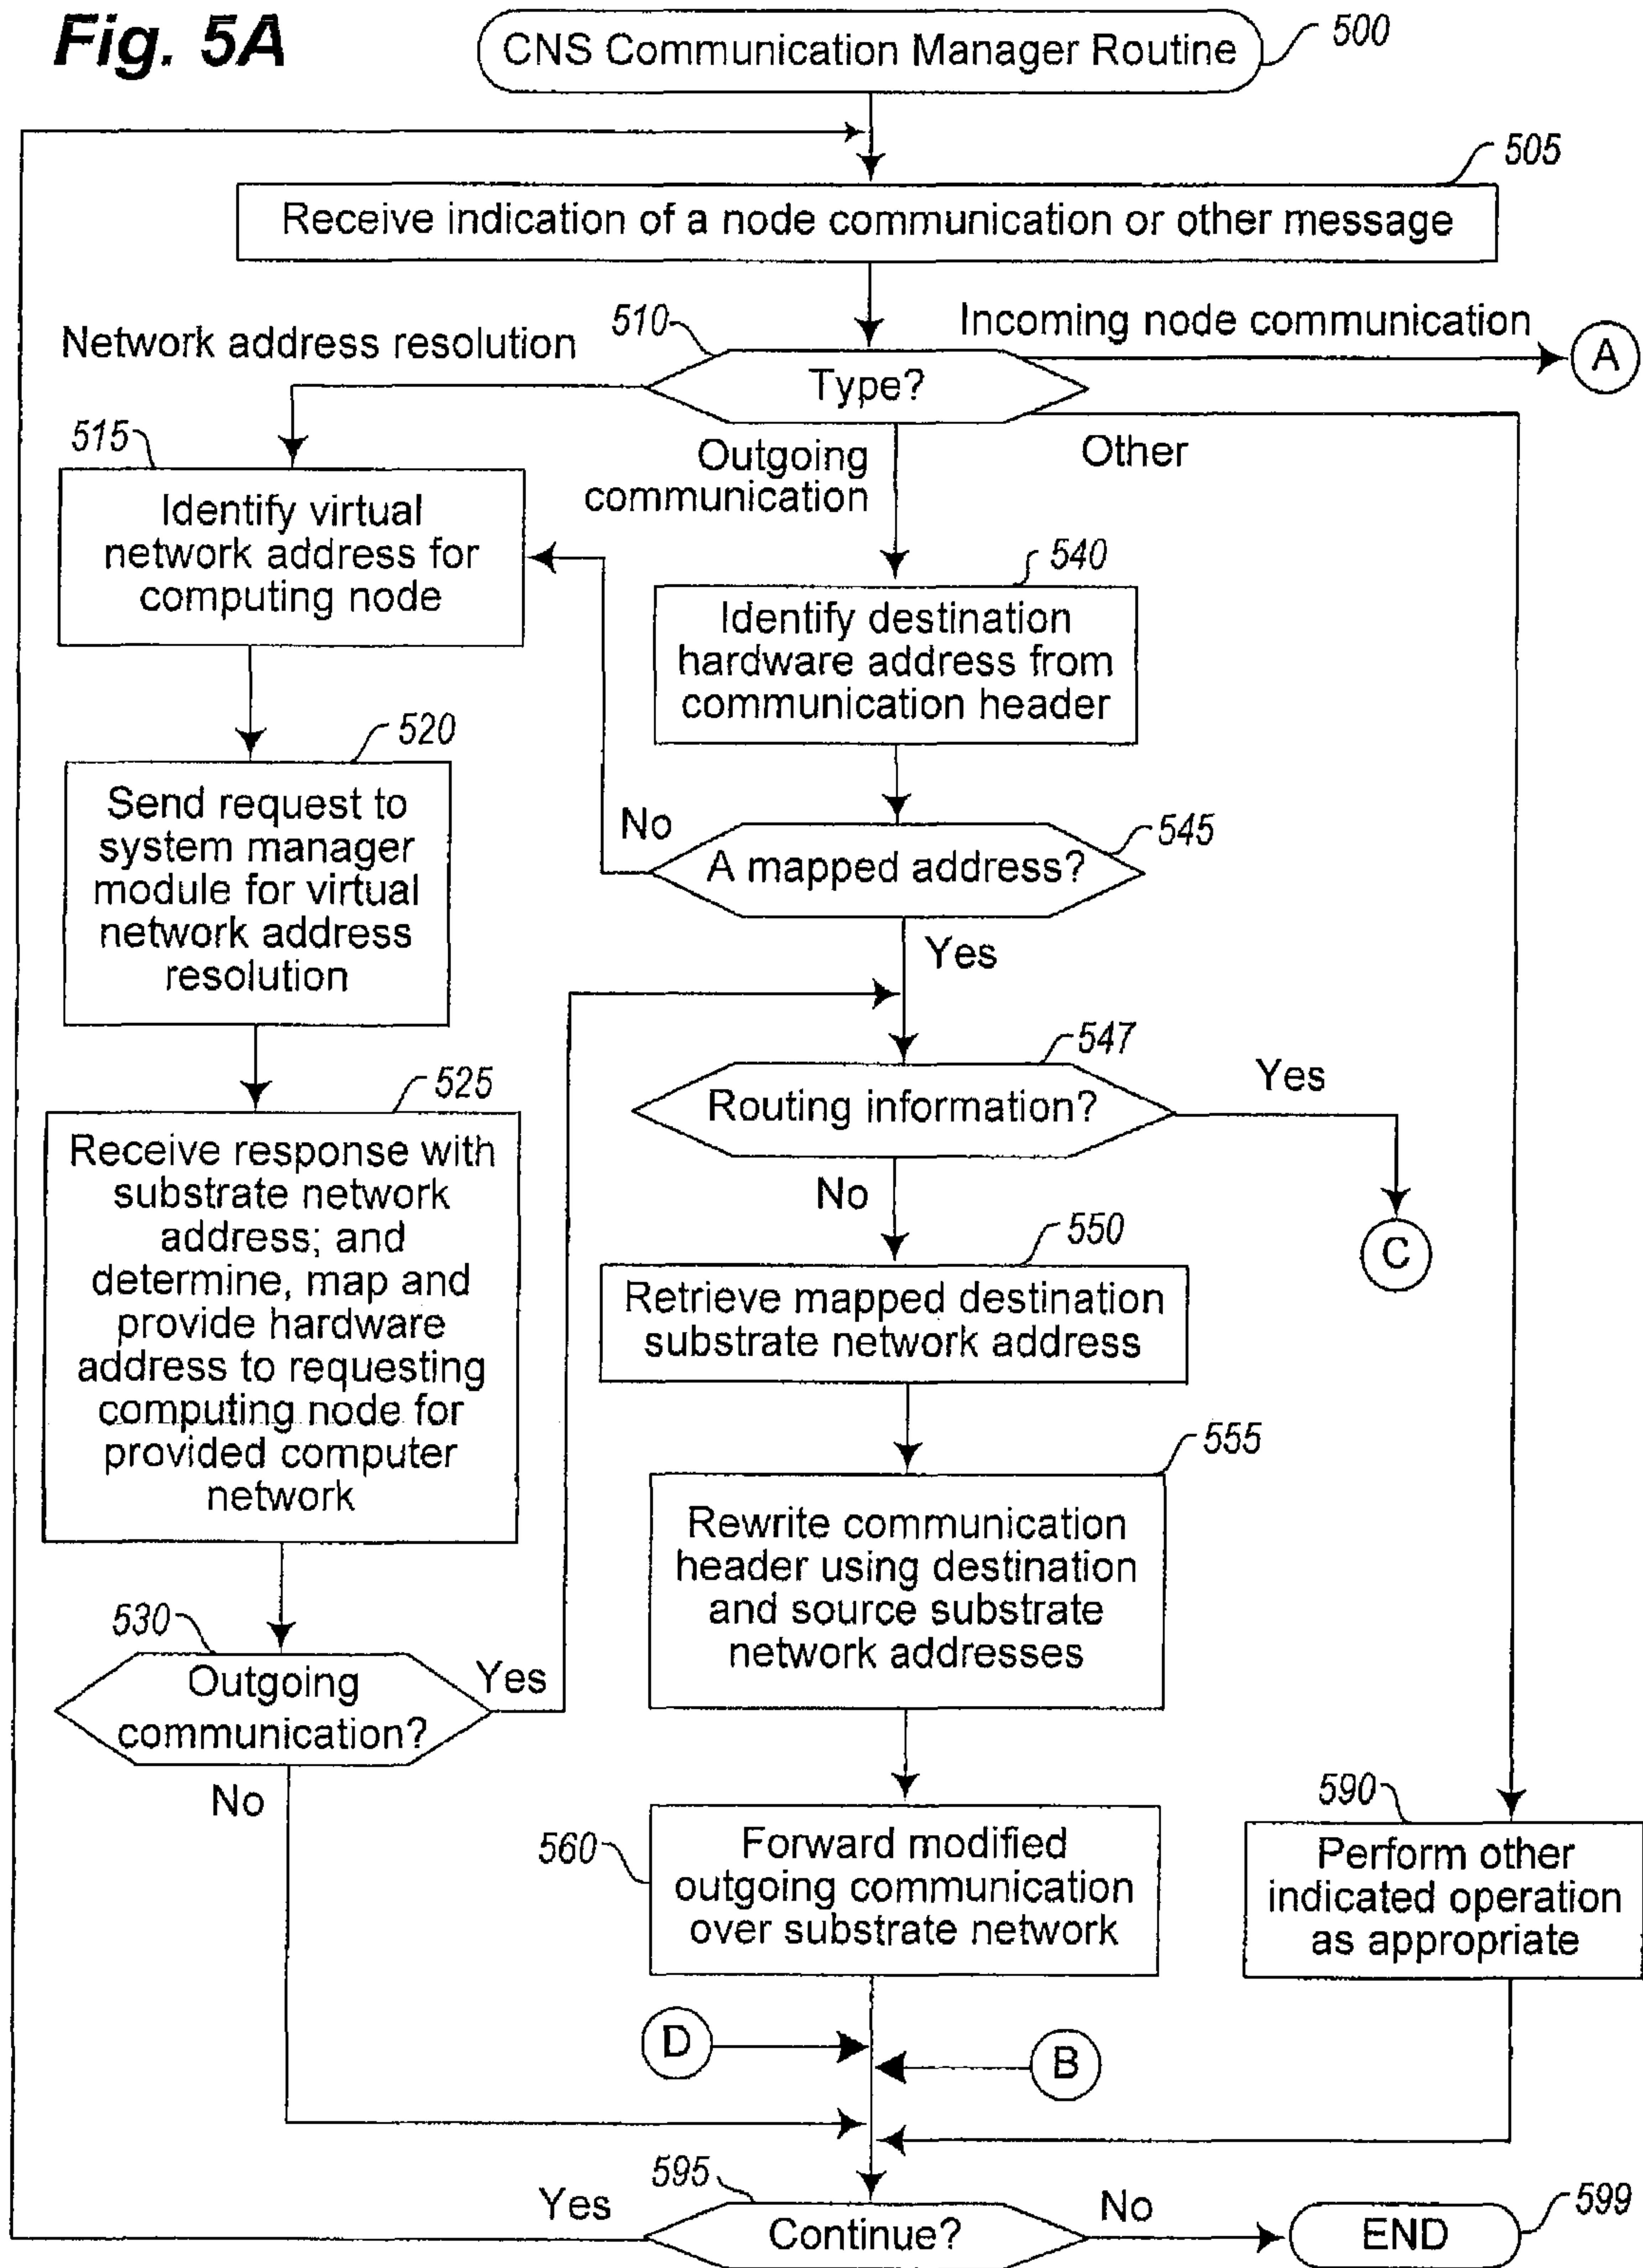 Fig. 5A
CNS Communication Manager Routine
500
505
Receive indication of a node communication or other message
510
Incoming node communication
A
Network address resolution
Type?
515
Outgoing
communication
Other
Identify virtual
network address for
computing node
540
Identify destination
hardware address from
communication header
520
Send request to
system manager
module for virtual
network address
resolution
No
545
A mapped address?
Yes
547
Routing information?
Yes
C
525
Receive response with
substrate network
address; and
determine, map and
provide hardware
address to requesting
computing node for
provided computer
network
No
550
Retrieve mapped destination
substrate network address
555
Rewrite communication
header using destination
and source substrate
network addresses
530
Outgoing
communication?
Yes
No
560
Forward modified
outgoing communication
over substrate network
590
Perform other
indicated operation
as appropriate
D
B
595
Yes
Continue?
No
END
599